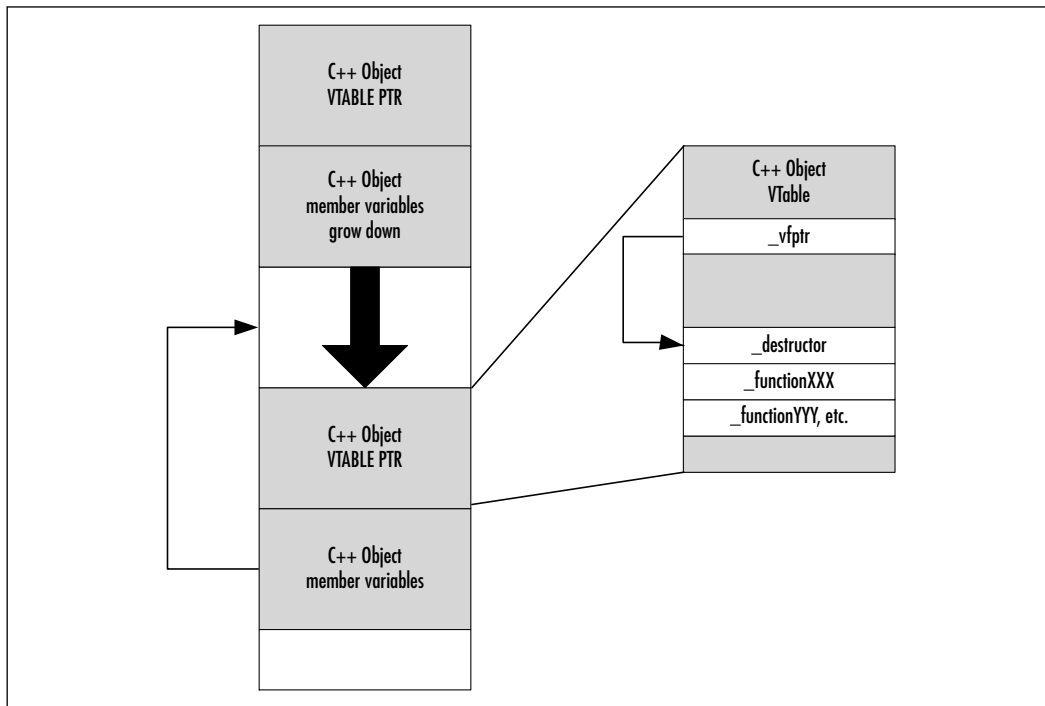 C++ Object
VTABLE PTR
C++ Object
member variables
grow down
C++ Object
VTABLE PTR
C++ Object
member variables
C++ Object
VTable
_vfptr
_destructor
_functionXXX
_functionYYY, etc.